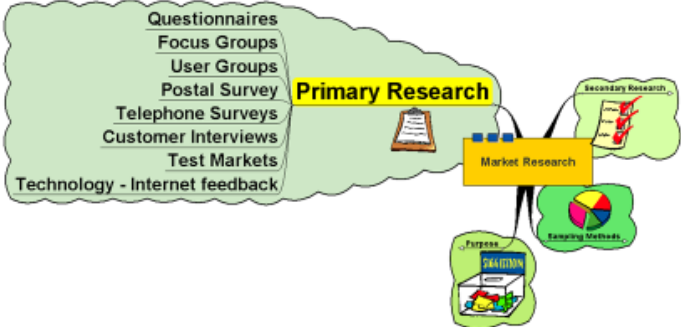 Questionnaires
Focus Groups
User Groups
Postal Survey
Telephone Surveys
Customer Interviews
Test Markets
Technology - Internet feedback
Primary Research
Secondary Research
Market Research
Sampling Methods
Purpose
SUGGESTION